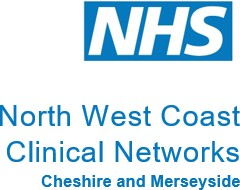 NHS
North West Coast
Clinical Networks
Cheshire and Merseyside